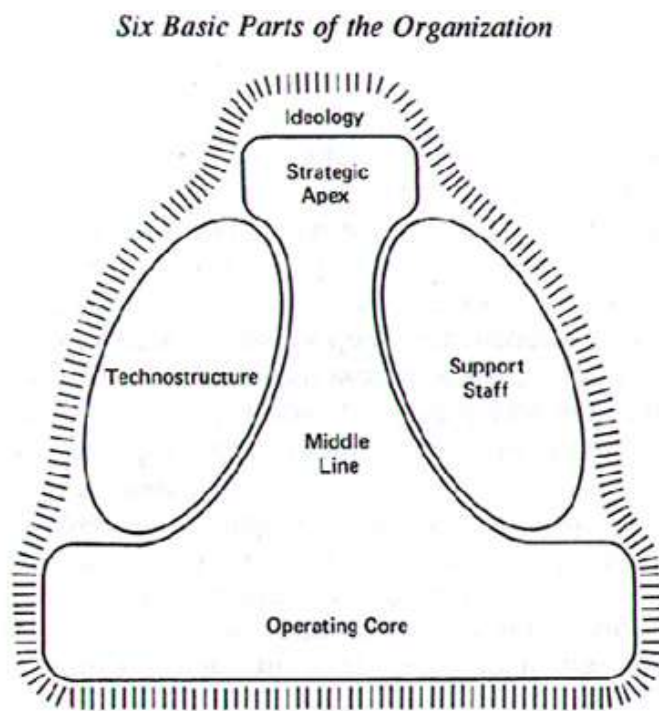 Six Basic Parts of the Organization
Ideology
Strategic
Apex
Technostructure
Support
Staff
Middle
Line
Operating Core